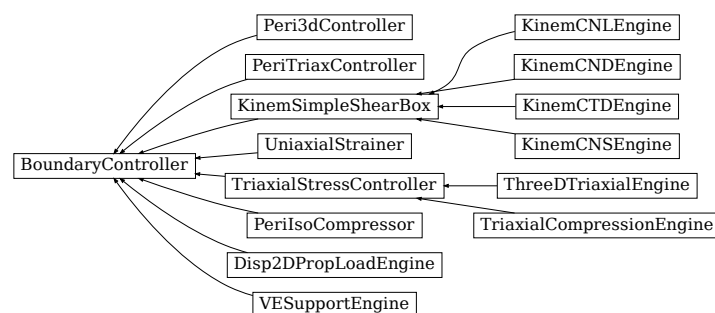 Peri3dController
KinemCNLEngine
PeriTriaxController
KinemCNDEngine
KinemSimpleShearBox
KinemCTDEngine
UniaxialStrainer
KinemCNSEngine
BoundaryController
TriaxialStressController
ThreeDTriaxialEngine
PeriIsoCompressor
TriaxialCompressionEngine
Disp2DPropLoadEngine
VESupportEngine